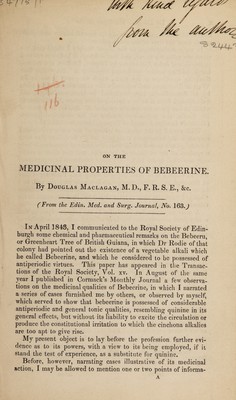 with kind regards
from the author
116
ON THE
MEDICINAL PROPERTIES OF BEBEERINE.
By DOUGLAS MACLAGAN, M. D., F. R. S. E., &c.
(From the Edin. Med. and Surg. Journal, No. 163.)
IN April 1843, I communicated to the Royal Society of Edin-
burgh some chemical and pharmaceutical remarks on the Bebeeru,
or Greenheart Tree of British Guiana, in which Dr Rodie of that
colony had pointed out the existence of a vegetable alkali which
he called Bebeerine, and which he considered to be possessed of
antiperiodic virtues. This paper has appeared in the Transac-
tions of the Royal Society, Vol. xv. In August of the same
year I published in Cormack's Monthly Journal a few observa-
tions on the medicinal qualities of Bebeerine, in which I narrated
a series of cases furnished me by others, or observed by myself,
which served to show that bebeerine is possessed of considerable
antiperiodic and general tonic qualities, resembling quinine in its
general effects, but without its liability to excite the circulation or
produce the constitutional irritation to which the cinchona alkalies
are too apt to give rise.
My present object is to lay before the profession further evi-
dence as to its powers, with a view to its being employed, if it
stand the test of experience, as a substitute for quinine.
Before, however, narrating cases illustrative of its medicinal
action, I may be allowed to mention one or two points of informa-
A